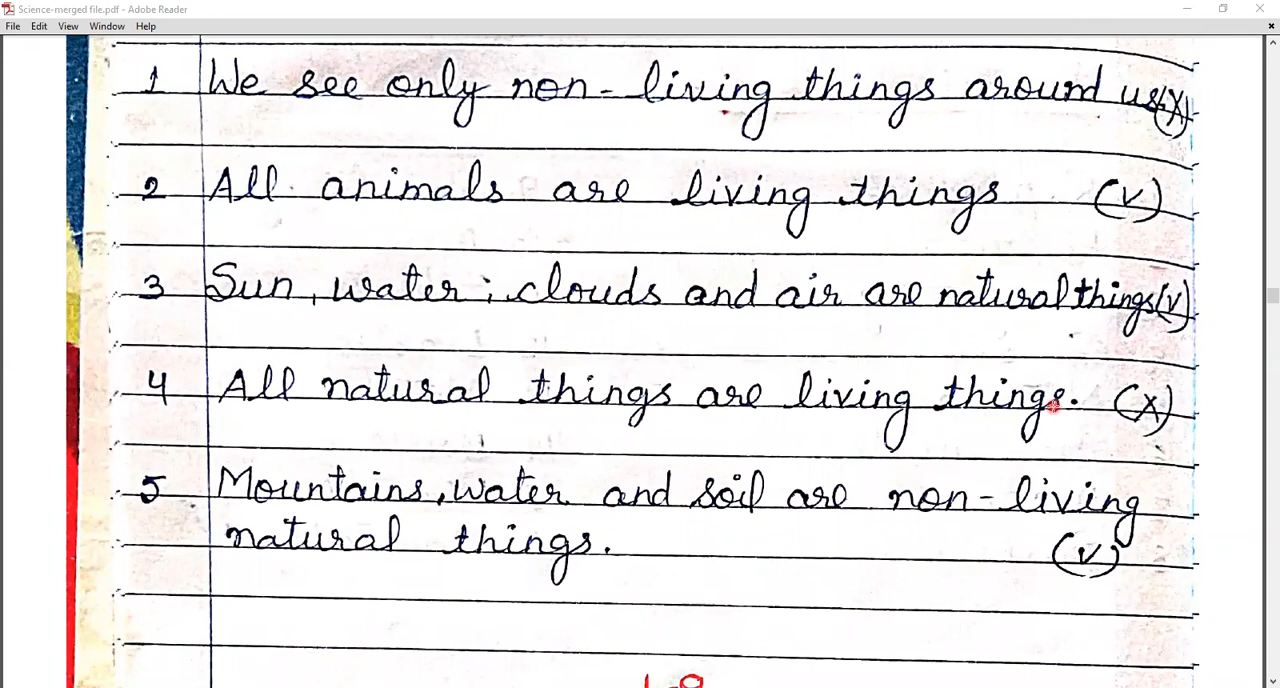 Science-merged file.pdf - Adobe Reader
File Edit View Window Help
1 We see only non-living things around us. (X)
2 All animals are living things (✓)
3 Sun, water, clouds and air are natural things (✓)
4 All natural things are living things. (X)
5 Mountains, water and soil are non-living
natural things. (✓)